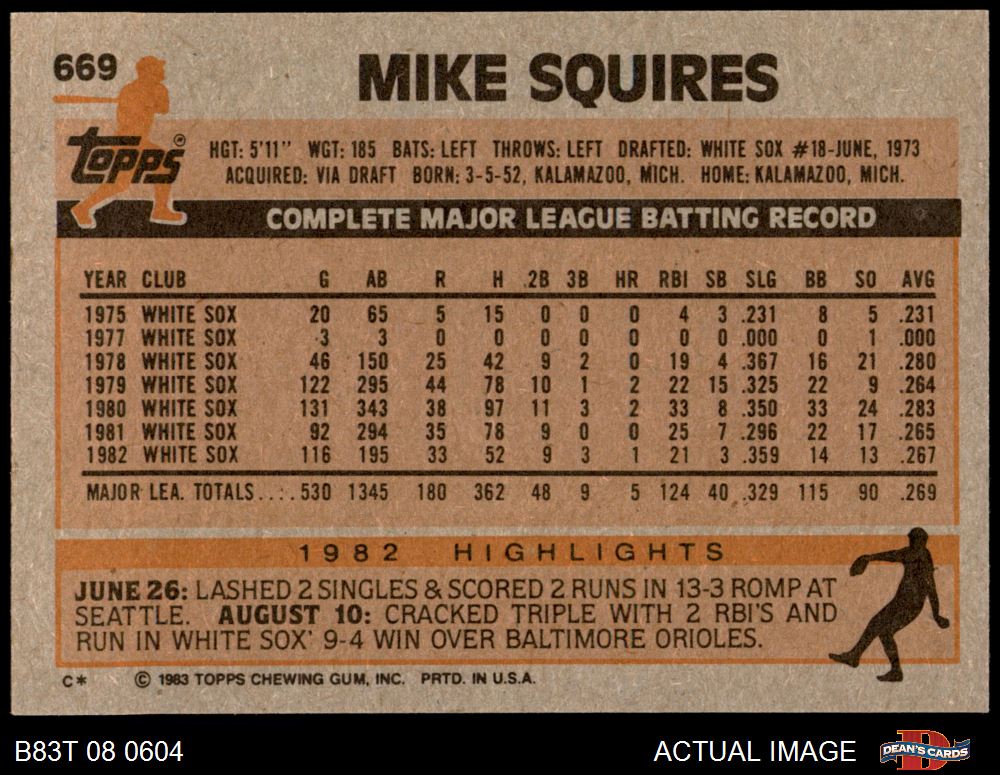 669
MIKE SQUIRES
TOPPS ®
HGT: 5'11" WGT: 185 BATS: LEFT THROWS: LEFT DRAFTED: WHITE SOX #18-JUNE, 1973
ACQUIRED: VIA DRAFT BORN: 3-5-52, KALAMAZOO, MICH. HOME: KALAMAZOO, MICH.
COMPLETE MAJOR LEAGUE BATTING RECORD
YEAR CLUB G AB R H 2B 3B HR RBI SB SLG BB SO AVG
1975 WHITE SOX 20 65 5 15 0 0 0 4 3 .231 8 5 .231
1977 WHITE SOX 3 3 0 0 0 0 0 0 0 .000 0 1 .000
1978 WHITE SOX 46 150 25 42 9 2 0 19 4 .367 16 21 .280
1979 WHITE SOX 122 295 44 78 10 1 2 22 15 .325 22 9 .264
1980 WHITE SOX 131 343 38 97 11 3 2 33 8 .350 33 24 .283
1981 WHITE SOX 92 294 35 78 9 0 0 25 7 .296 22 17 .265
1982 WHITE SOX 116 195 33 52 9 3 1 21 3 .359 14 13 .267
MAJOR LEA. TOTALS.... 530 1345 180 362 48 9 5 124 40 .329 115 90 .269
1982 HIGHLIGHTS
JUNE 26: LASHED 2 SINGLES & SCORED 2 RUNS IN 13-3 ROMP AT
SEATTLE. AUGUST 10: CRACKED TRIPLE WITH 2 RBI'S AND
RUN IN WHITE SOX' 9-4 WIN OVER BALTIMORE ORIOLES.
C* © 1983 TOPPS CHEWING GUM, INC. PRTD. IN U.S.A.
B83T 08 0604 ACTUAL IMAGE D DEAN'S CARDS